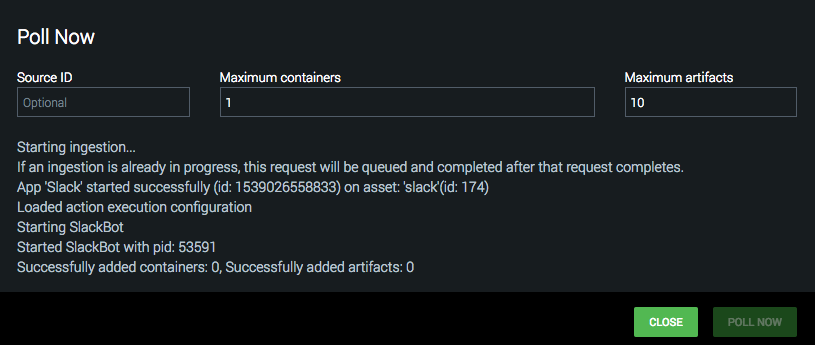 Poll Now
Source ID Maximum containers Maximum artifacts
Optional 1 10
Starting ingestion...
If an ingestion is already in progress, this request will be queued and completed after that request completes.
App 'Slack' started successfully (id: 1539026558833) on asset: 'slack'(id: 174)
Loaded action execution configuration
Starting SlackBot
Started SlackBot with pid: 53591
Successfully added containers: 0, Successfully added artifacts: 0
CLOSE POLL NOW